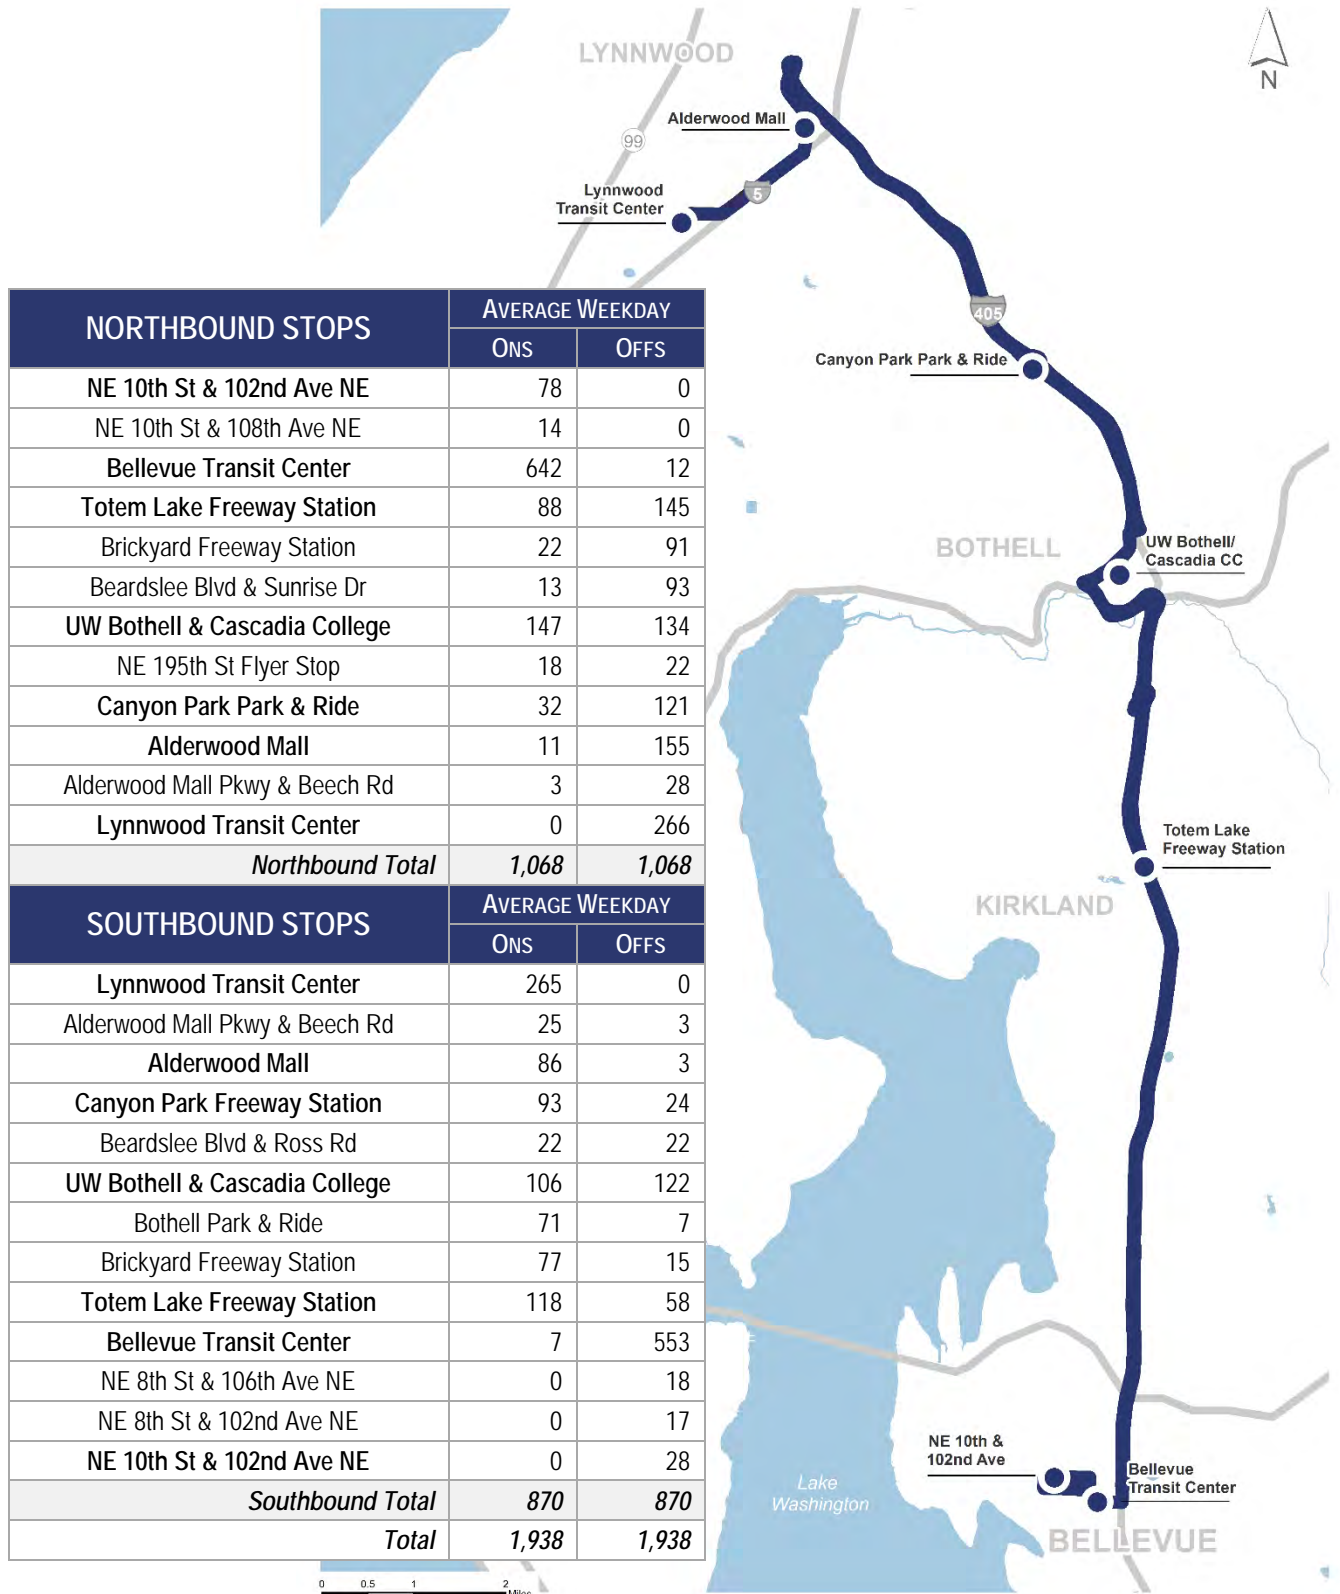 LYNNWOOD
N
Alderwood Mall
99
Lynnwood
Transit Center
5
405
Canyon Park Park & Ride
BOTHELL
UW Bothell/
Cascadia CC
Totem Lake
Freeway Station
KIRKLAND
NE 10th &
102nd Ave
Bellevue
Transit Center
Lake
Washington
BELLEVUE
NORTHBOUND STOPS AVERAGE WEEKDAY
ONS OFFS
NE 10th St & 102nd Ave NE 78 0
NE 10th St & 108th Ave NE 14 0
Bellevue Transit Center 642 12
Totem Lake Freeway Station 88 145
Brickyard Freeway Station 22 91
Beardslee Blvd & Sunrise Dr 13 93
UW Bothell & Cascadia College 147 134
NE 195th St Flyer Stop 18 22
Canyon Park Park & Ride 32 121
Alderwood Mall 11 155
Alderwood Mall Pkwy & Beech Rd 3 28
Lynnwood Transit Center 0 266
Northbound Total 1,068 1,068
SOUTHBOUND STOPS AVERAGE WEEKDAY
ONS OFFS
Lynnwood Transit Center 265 0
Alderwood Mall Pkwy & Beech Rd 25 3
Alderwood Mall 86 3
Canyon Park Freeway Station 93 24
Beardslee Blvd & Ross Rd 22 22
UW Bothell & Cascadia College 106 122
Bothell Park & Ride 71 7
Brickyard Freeway Station 77 15
Totem Lake Freeway Station 118 58
Bellevue Transit Center 7 553
NE 8th St & 106th Ave NE 0 18
NE 8th St & 102nd Ave NE 0 17
NE 10th St & 102nd Ave NE 0 28
Southbound Total 870 870
Total 1,938 1,938
0 0.5 1 2
Miles